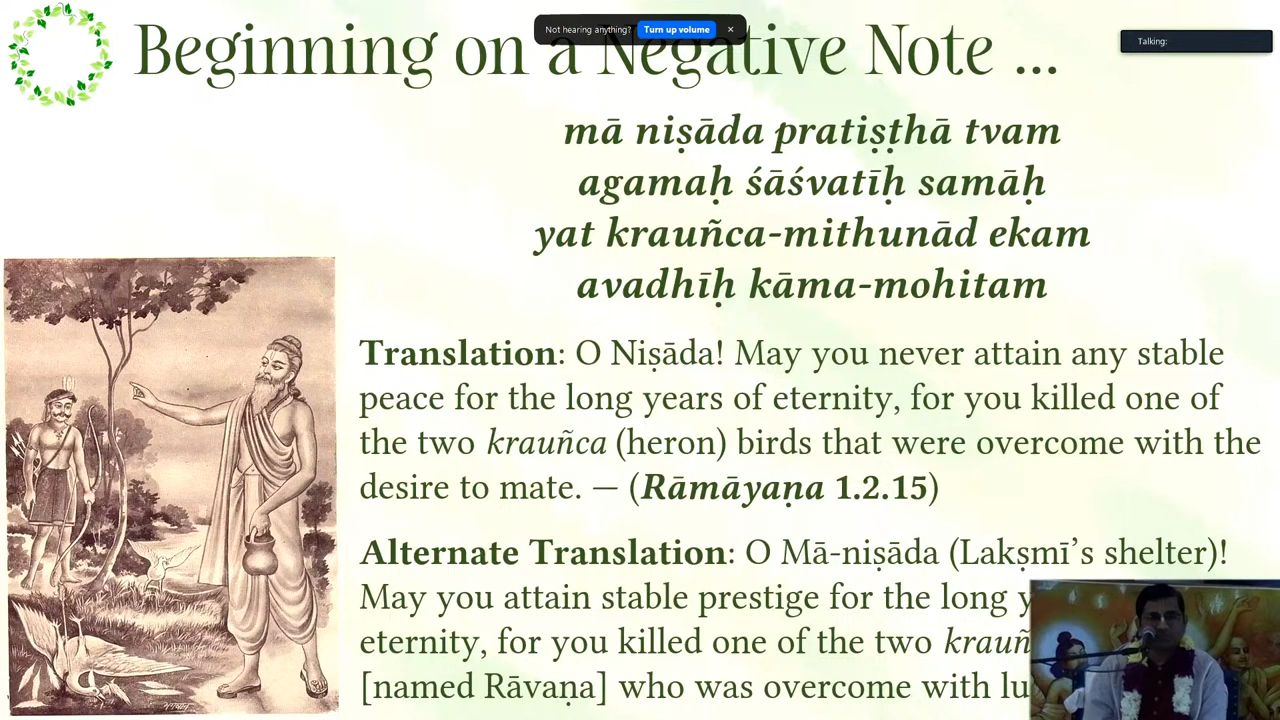 Not hearing anything? Turn up volume ×
Talking:
Beginning on a Negative Note ...
mā niṣāda pratiṣṭhā tvam
agamaḥ śāśvatīḥ samāḥ
yat krauñca-mithunād ekam
avadhīḥ kāma-mohitam
Translation: O Niṣāda! May you never attain any stable
peace for the long years of eternity, for you killed one of
the two krauñca (heron) birds that were overcome with the
desire to mate. — (Rāmāyaṇa 1.2.15)
Alternate Translation: O Mā-niṣāda (Lakṣmī’s shelter)!
May you attain stable prestige for the long
eternity, for you killed one of the two
[named Rāvaṇa] who was overcome with